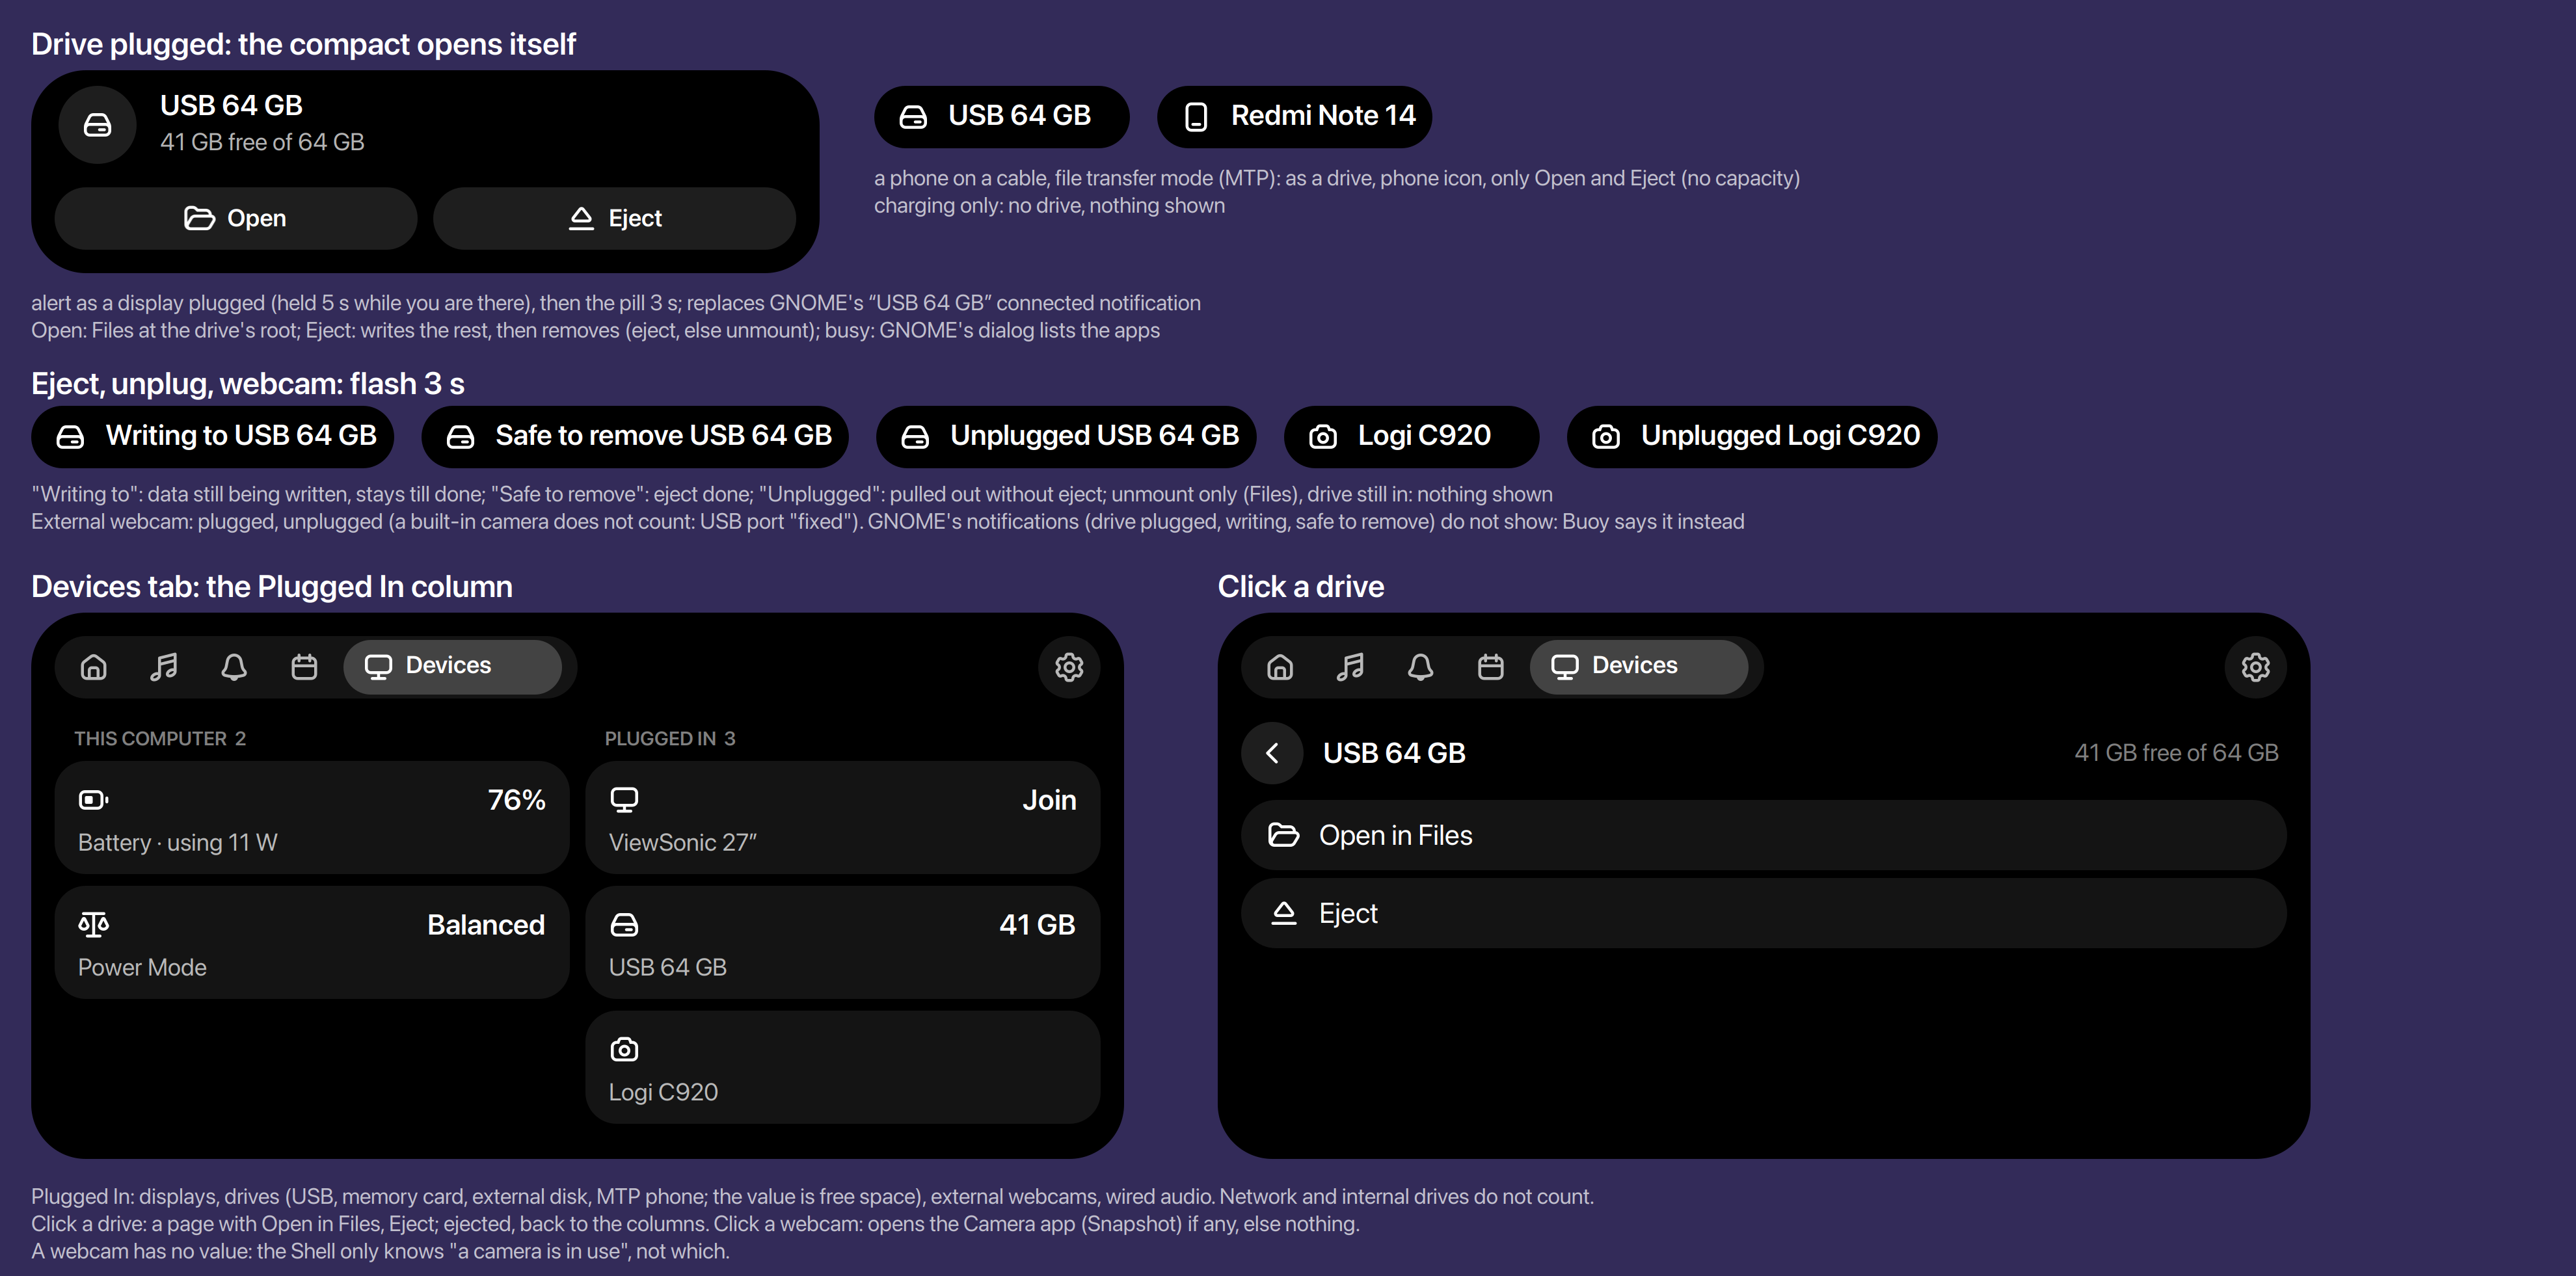 Drive plugged: the compact opens itself
USB 64 GB
41 GB free of 64 GB
Open
Eject
USB 64 GB
Redmi Note 14
a phone on a cable, file transfer mode (MTP): as a drive, phone icon, only Open and Eject (no capacity)
charging only: no drive, nothing shown
alert as a display plugged (held 5 s while you are there), then the pill 3 s; replaces GNOME's “USB 64 GB” connected notification
Open: Files at the drive's root; Eject: writes the rest, then removes (eject, else unmount); busy: GNOME's dialog lists the apps
Eject, unplug, webcam: flash 3 s
Writing to USB 64 GB
Safe to remove USB 64 GB
Unplugged USB 64 GB
Logi C920
Unplugged Logi C920
"Writing to": data still being written, stays till done; "Safe to remove": eject done; "Unplugged": pulled out without eject; unmount only (Files), drive still in: nothing shown
External webcam: plugged, unplugged (a built-in camera does not count: USB port "fixed"). GNOME's notifications (drive plugged, writing, safe to remove) do not show: Buoy says it instead
Devices tab: the Plugged In column
Devices
THIS COMPUTER 2
PLUGGED IN 3
76%
Battery · using 11 W
Join
ViewSonic 27”
Balanced
Power Mode
41 GB
USB 64 GB
Logi C920
Click a drive
Devices
USB 64 GB
41 GB free of 64 GB
Open in Files
Eject
Plugged In: displays, drives (USB, memory card, external disk, MTP phone; the value is free space), external webcams, wired audio. Network and internal drives do not count.
Click a drive: a page with Open in Files, Eject; ejected, back to the columns. Click a webcam: opens the Camera app (Snapshot) if any, else nothing.
A webcam has no value: the Shell only knows "a camera is in use", not which.